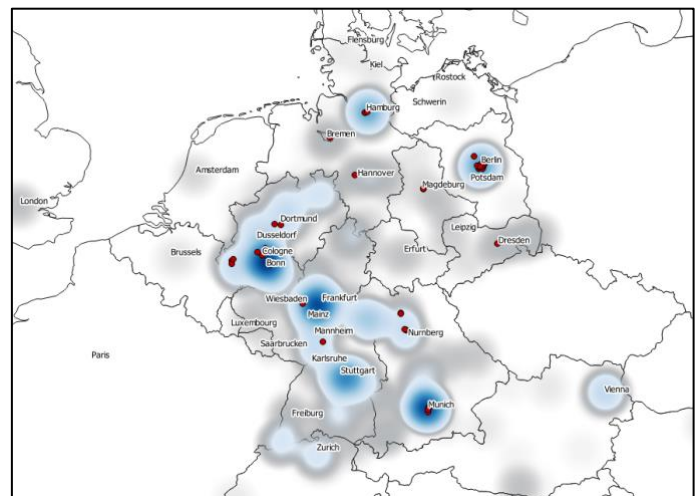 Flensburg
Kiel
Rostock
Hamburg
Schwerin
Bremen
Berlin
Amsterdam
Hannover
Potsdam
Magdeburg
London
Dortmund
Dusseldorf
Leipzig
Dresden
Brussels
Cologne
Erfurt
Bonn
Wiesbaden
Frankfurt
Mainz
Luxembourg
Mannheim
Nurnberg
Saarbrucken
Paris
Karlsruhe
Stuttgart
Vienna
Munich
Freiburg
Zurich